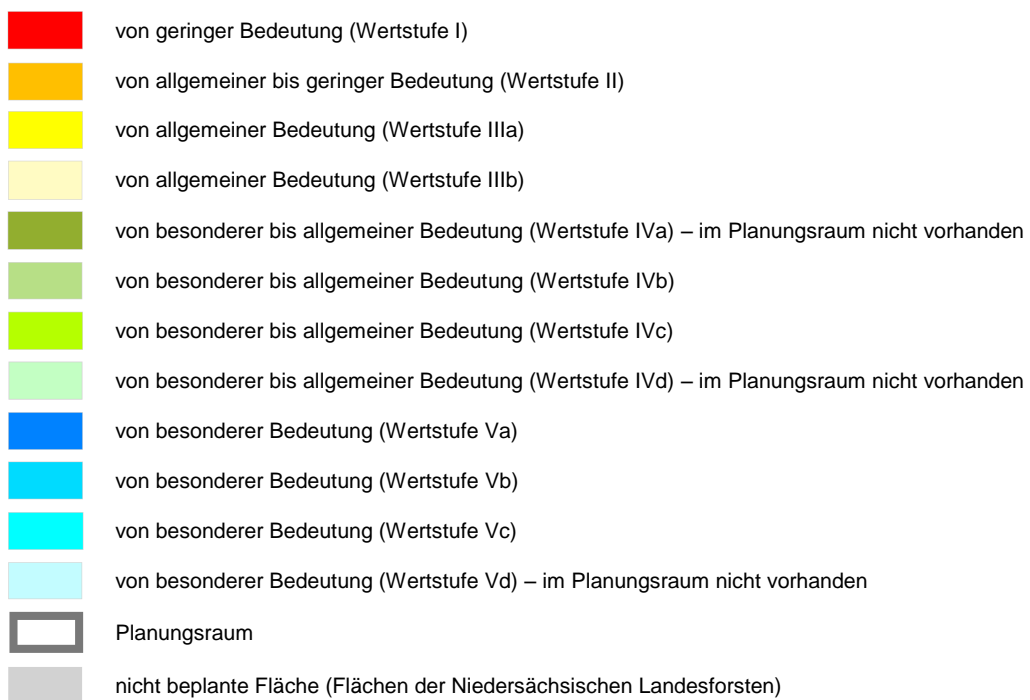 von geringer Bedeutung (Wertstufe I)
von allgemeiner bis geringer Bedeutung (Wertstufe II)
von allgemeiner Bedeutung (Wertstufe IIIa)
von allgemeiner Bedeutung (Wertstufe IIIb)
von besonderer bis allgemeiner Bedeutung (Wertstufe IVa) – im Planungsraum nicht vorhanden
von besonderer bis allgemeiner Bedeutung (Wertstufe IVb)
von besonderer bis allgemeiner Bedeutung (Wertstufe IVc)
von besonderer bis allgemeiner Bedeutung (Wertstufe IVd) – im Planungsraum nicht vorhanden
von besonderer Bedeutung (Wertstufe Va)
von besonderer Bedeutung (Wertstufe Vb)
von besonderer Bedeutung (Wertstufe Vc)
von besonderer Bedeutung (Wertstufe Vd) – im Planungsraum nicht vorhanden
Planungsraum
nicht beplante Fläche (Flächen der Niedersächsischen Landesforsten)